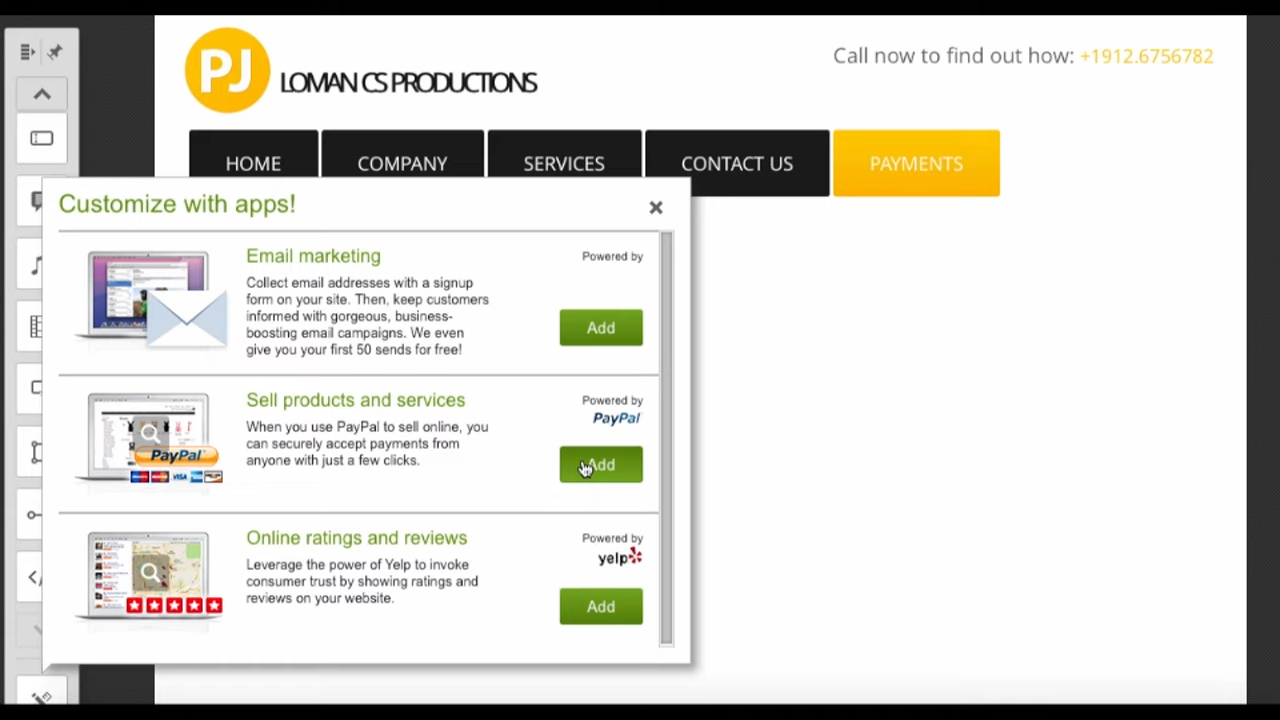 PJ LOMAN CS PRODUCTIONS
Call now to find out how: +1912.6756782
HOME COMPANY SERVICES CONTACT US PAYMENTS
Customize with apps!
Email marketing
Powered by
Collect email addresses with a signup
form on your site. Then, keep customers
informed with gorgeous, business-
boosting email campaigns. We even
give you your first 50 sends for free!
Add
Sell products and services
Powered by
PayPal
When you use PayPal to sell online, you
can securely accept payments from
anyone with just a few clicks.
Add
PayPal
VISA
Online ratings and reviews
Powered by
yelp
Leverage the power of Yelp to invoke
consumer trust by showing ratings and
reviews on your website.
Add